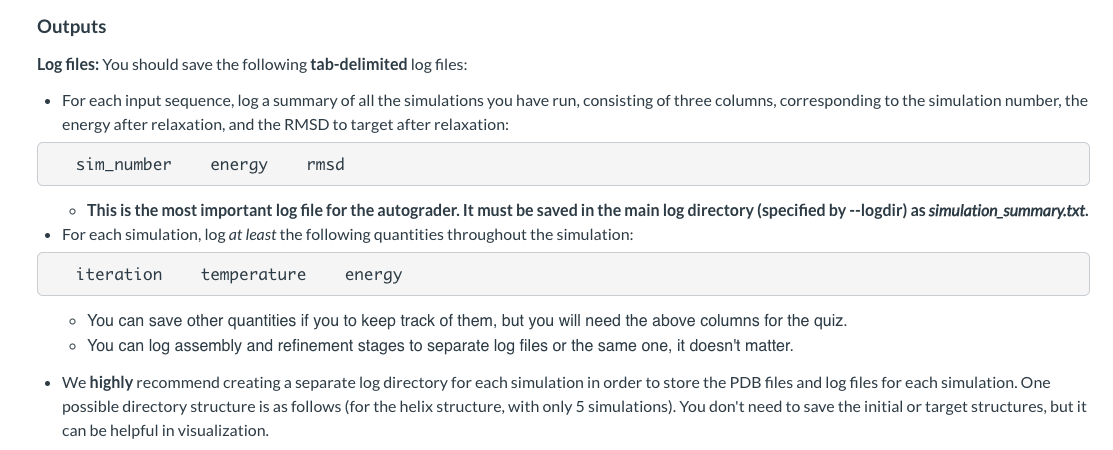 Outputs
Log files: You should save the following tab-delimited log files:
• For each input sequence, log a summary of all the simulations you have run, consisting of three columns, corresponding to the simulation number, the
energy after relaxation, and the RMSD to target after relaxation:
sim_number    energy    rmsd
◦ This is the most important log file for the autograder. It must be saved in the main log directory (specified by --logdir) as simulation_summary.txt.
• For each simulation, log at least the following quantities throughout the simulation:
iteration    temperature    energy
◦ You can save other quantities if you to keep track of them, but you will need the above columns for the quiz.
◦ You can log assembly and refinement stages to separate log files or the same one, it doesn't matter.
• We highly recommend creating a separate log directory for each simulation in order to store the PDB files and log files for each simulation. One
possible directory structure is as follows (for the helix structure, with only 5 simulations). You don't need to save the initial or target structures, but it
can be helpful in visualization.